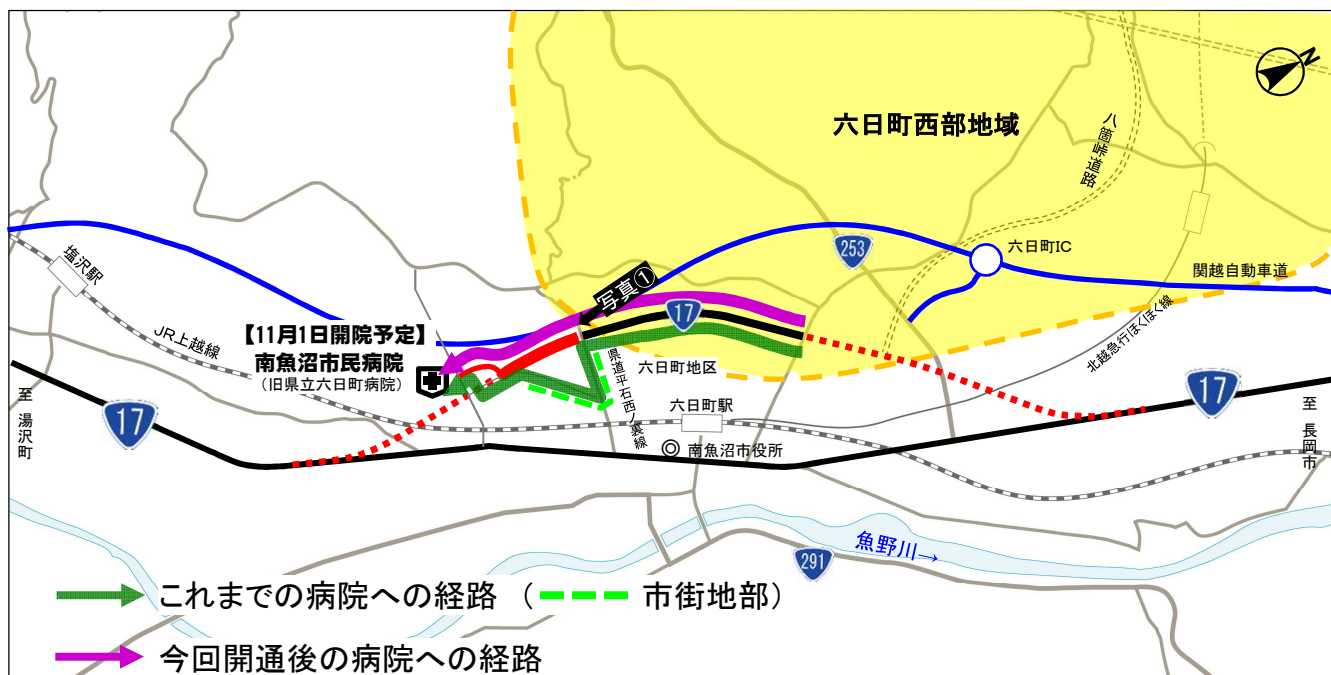 N
六日町西部地域
八箇峠道路
253
六日町IC
関越自動車道
塩沢駅
写真①
17
【11月1日開院予定】
南魚沼市民病院
（旧県立六日町病院）
JR上越線
北越急行ほくほく線
県道平石西ノ裏線
六日町地区
至 湯沢町
17
六日町駅
17
至 長岡市
南魚沼市役所
魚野川→
291
これまでの病院への経路 （ 市街地部）
今回開通後の病院への経路